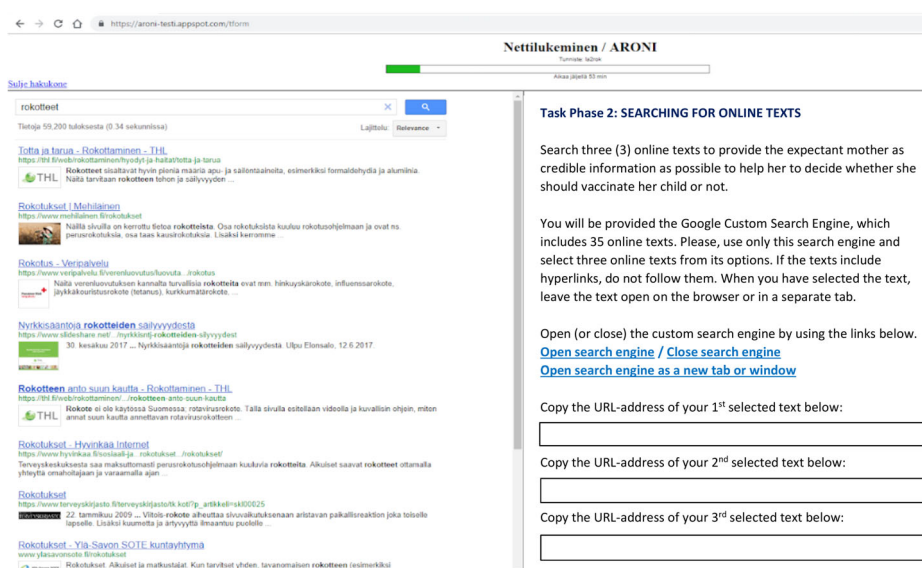 https://aroni-testi.appspot.com/tform
Nettilukeminen / ARONI
Tunniste: la2rok
Aikaa jäljellä 53 min
Sulje hakukone
rokotteet
Tietoja 59,200 tuloksesta (0.34 sekunnissa)
Lajittelu: Relevance
Totta ja tarua - Rokottaminen - THL
https://thl.fi/web/rokottaminen/hyodyt-ja-haitat/totta-ja-tarua
THL
Rokotteet sisältävät hyvin pieniä määriä apu- ja säilöntäainoita, esimerkiksi formaldehydiä ja alumiinia.
Näitä tarvitaan rokotteen tehon ja säilyvyyden ...
Rokotukset | Mehiläinen
https://www.mehilainen.fi/rokotukset
Näillä sivuilla on kerrottu tietoa rokotteista. Osa rokotuksista kuuluu rokotusohjelmaan ja ovat ns.
perusrokotuksia, osa taas kausirokotuksia. Lisäksi kerromme ...
Rokotus - Veripalvelu
https://www.veripalvelu.fi/verenluovutus/luovuta.../rokotus
Näitä verenluovutuksen kannalta turvallisia rokotteita ovat mm. hinkuyskärokote, influenssarokote,
jäykkäkouristusrokote (tetanus), kurkkumätärokote, ...
Nyrkkisääntöjä rokotteiden säilyvyydestä
https://www.slideshare.net/.../nyrkkisntj-rokotteiden-silyvyydest
30. kesäkuu 2017 ... Nyrkkisääntöjä rokotteiden säilyvyydestä. Ulpu Elonsalo, 12.6.2017.
Rokotteen anto suun kautta - Rokottaminen - THL
https://thl.fi/web/rokottaminen/.../rokotteen-anto-suun-kautta
THL
Rokote ei ole käytössä Suomessa: rotavirusrokote. Tällä sivulla esitellään videolla ja kuvallisin ohjein, miten
annat suun kautta annettavan rotavirusrokotteen ...
Rokotukset - Hyvinkää Internet
https://www.hyvinkaa.fi/sosiaali-ja...rokotukset.../rokotukset/
Terveyskeskuksesta saa maksuttomasti perusrokotusohjelmaan kuuluvia rokotteita. Aikuiset saavat rokotteet ottamalla
yhteyttä omahoitajaan ja varaamalla ajan ...
Rokotukset
https://www.terveyskirjasto.fi/terveyskirjasto/tk.koti?p_artikkeli=skl00025
22. tammikuu 2009 ... Viitois-rokote aiheuttaa sivuvaikutuksenaan aristavan paikallisreaktion joka toiselle
lapselle. Lisäksi kuumetta ja ärtyvyyttä ilmaantuu puolelle ...
Rokotukset - Ylä-Savon SOTE kuntayhtymä
www.ylasavonsote.fi/rokotukset
Rokotukset. Aikuiset ja matkustajat. Kun tarvitset yhden, tavanomaisen rokotteen (esimerkiksi
Task Phase 2: SEARCHING FOR ONLINE TEXTS
Search three (3) online texts to provide the expectant mother as
credible information as possible to help her to decide whether she
should vaccinate her child or not.
You will be provided the Google Custom Search Engine, which
includes 35 online texts. Please, use only this search engine and
select three online texts from its options. If the texts include
hyperlinks, do not follow them. When you have selected the text,
leave the text open on the browser or in a separate tab.
Open (or close) the custom search engine by using the links below.
Open search engine / Close search engine
Open search engine as a new tab or window
Copy the URL-address of your 1st selected text below:
Copy the URL-address of your 2nd selected text below:
Copy the URL-address of your 3rd selected text below: